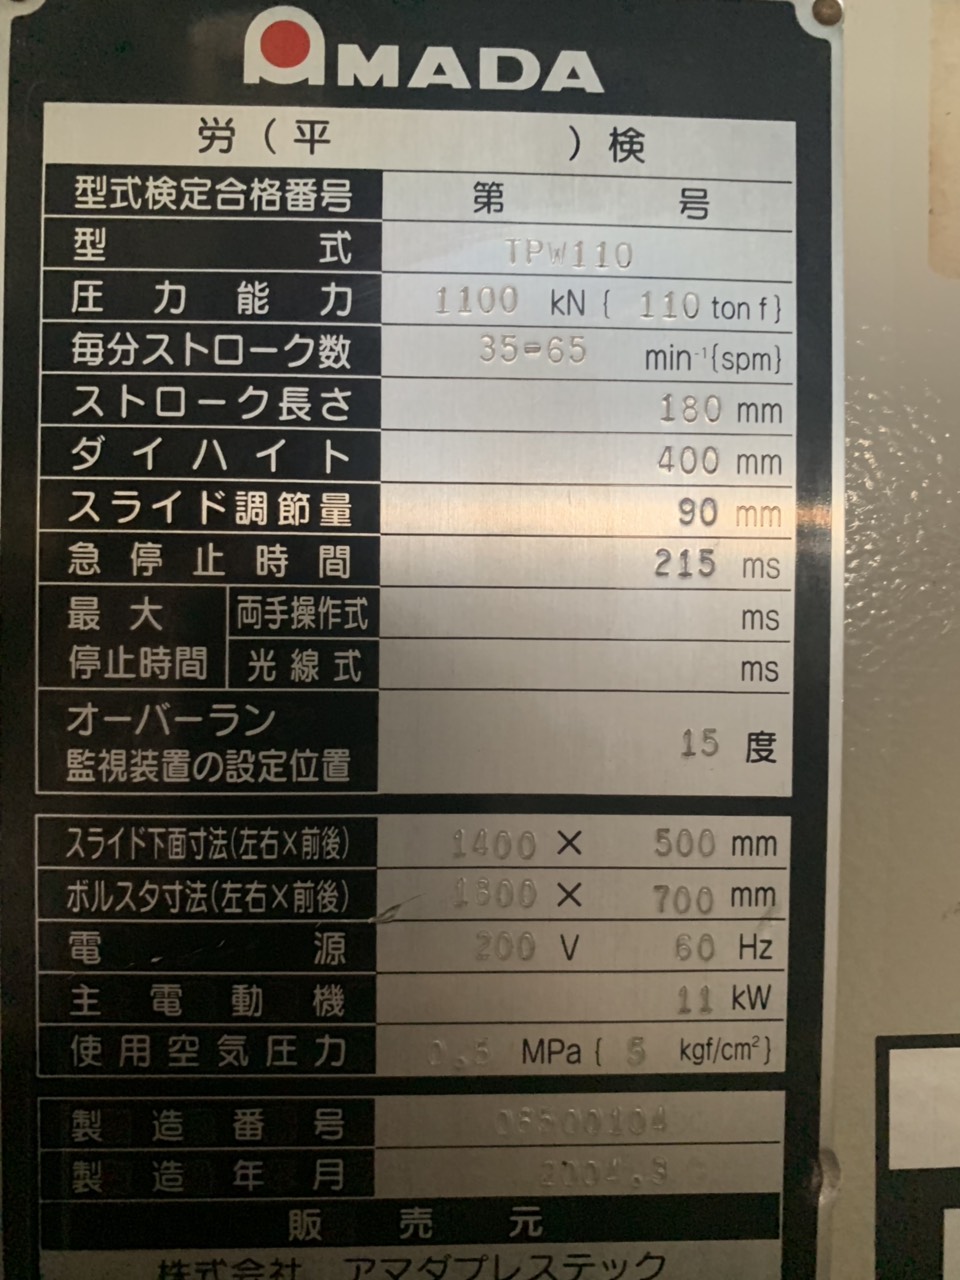 AMADA
労(平 )検
型式検定合格番号 第 号
型式 TPW110
圧力能力 1100 kN { 110 ton f}
毎分ストローク数 35-65 min⁻¹{spm}
ストローク長さ 180 mm
ダイハイト 400 mm
スライド調節量 90 mm
急停止時間 215 ms
最大停止時間 両手操作式 ms
光線式 ms
オーバーラン
監視装置の設定位置 15 度
スライド下面寸法(左右×前後) 1400 × 500 mm
ボルスタ寸法(左右×前後) × 700 mm
電源 200 V 60 Hz
主電動機 11 kW
使用空気圧力 0.5 MPa { 5 kgf/cm²}
製造番号 06500104
製造年月
販売元
株式会社 アマダプレステック